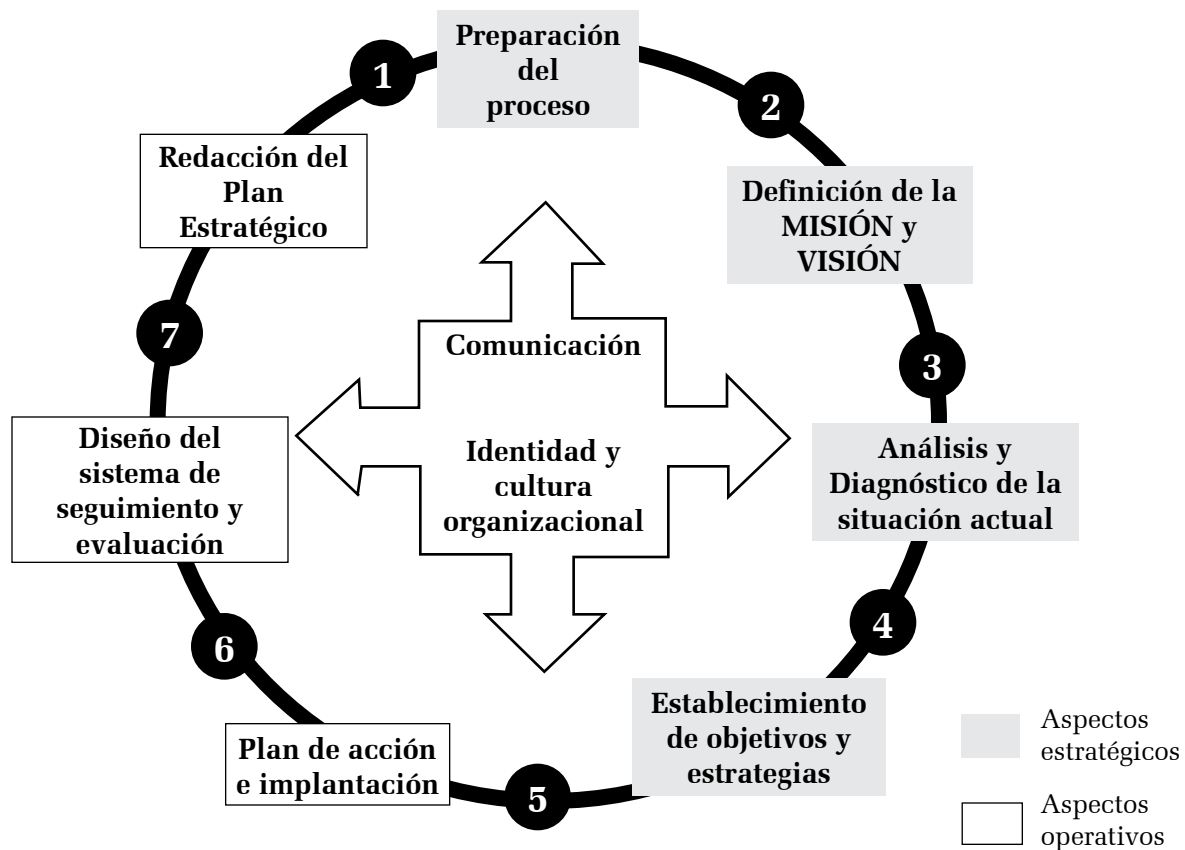 1
Preparación
del
proceso
2
Definición de la
MISIÓN y
VISIÓN
3
Análisis y
Diagnóstico de la
situación actual
4
Establecimiento
de objetivos y
estrategias
5
Plan de acción
e implantación
6
Diseño del
sistema de
seguimiento y
evaluación
7
Redacción del
Plan
Estratégico
Comunicación
Identidad y
cultura
organizacional
Aspectos
estratégicos
Aspectos
operativos